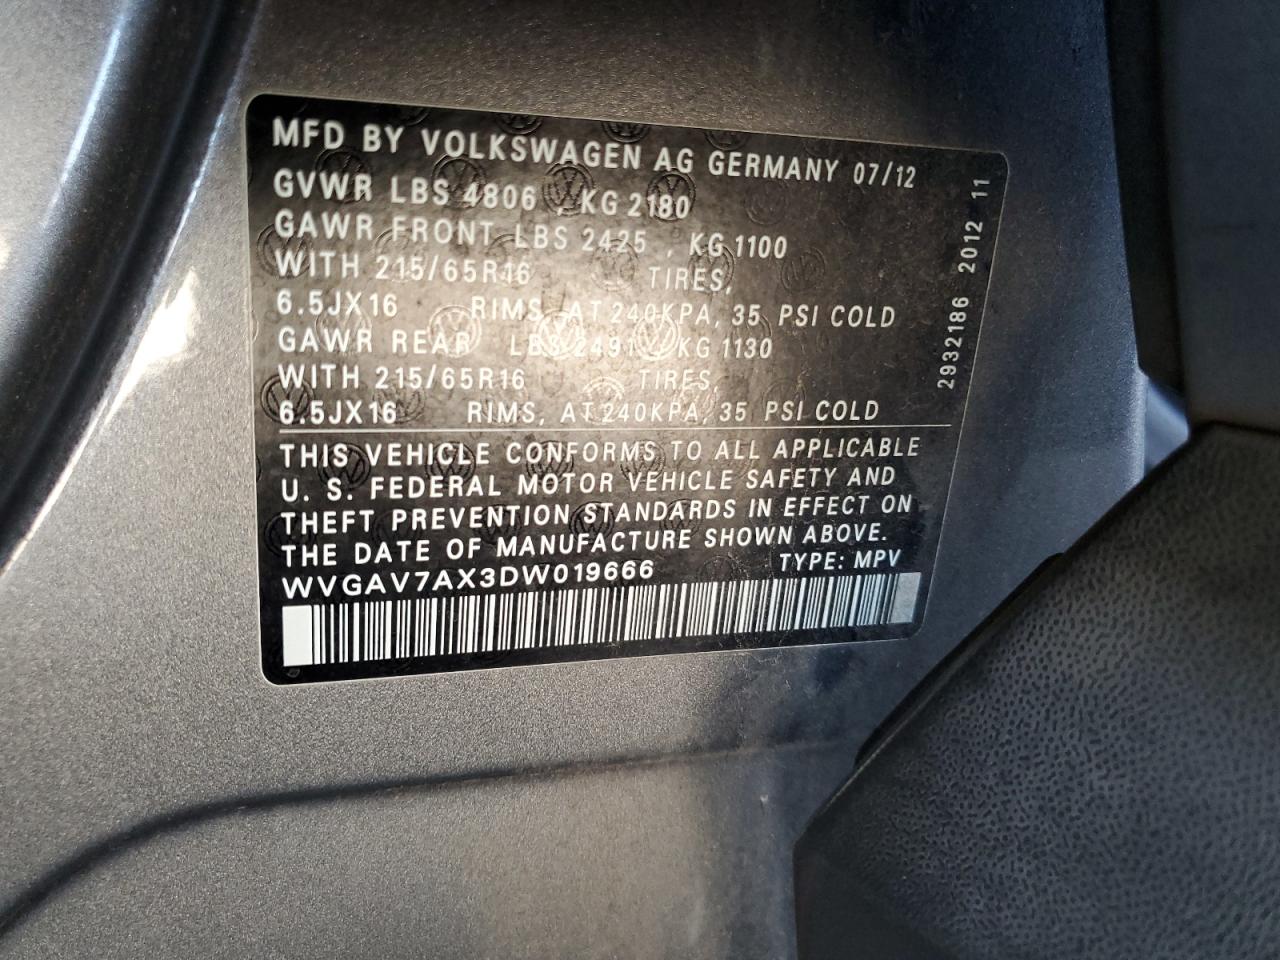 MFD BY VOLKSWAGEN AG GERMANY 07/12
GVWR LBS 4806 , KG 2180
GAWR FRONT LBS 2425 , KG 1100
WITH 215/65R16 TIRES,
6.5JX16 RIMS, AT 240KPA, 35 PSI COLD
GAWR REAR LBS 2491 , KG 1130
WITH 215/65R16 TIRES,
6.5JX16 RIMS, AT 240KPA, 35 PSI COLD
THIS VEHICLE CONFORMS TO ALL APPLICABLE
U. S. FEDERAL MOTOR VEHICLE SAFETY AND
THEFT PREVENTION STANDARDS IN EFFECT ON
THE DATE OF MANUFACTURE SHOWN ABOVE.
WVGAV7AX3DW019666 TYPE: MPV
2932186 2012 11